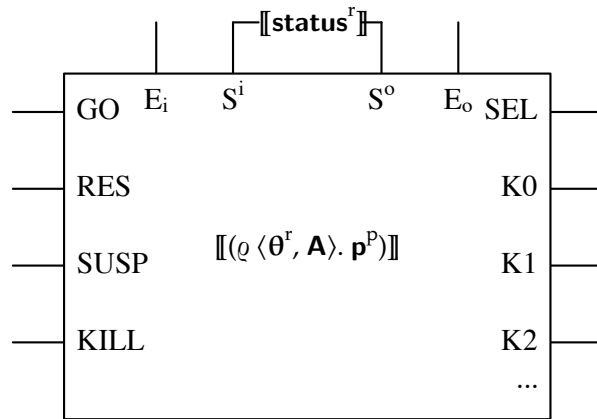 ⟦status^r⟧
E_i S^i S^o E_o
GO SEL
RES K0
⟦(ϱ ⟨θ^r, A⟩. p^p)⟧
SUSP K1
KILL K2
...